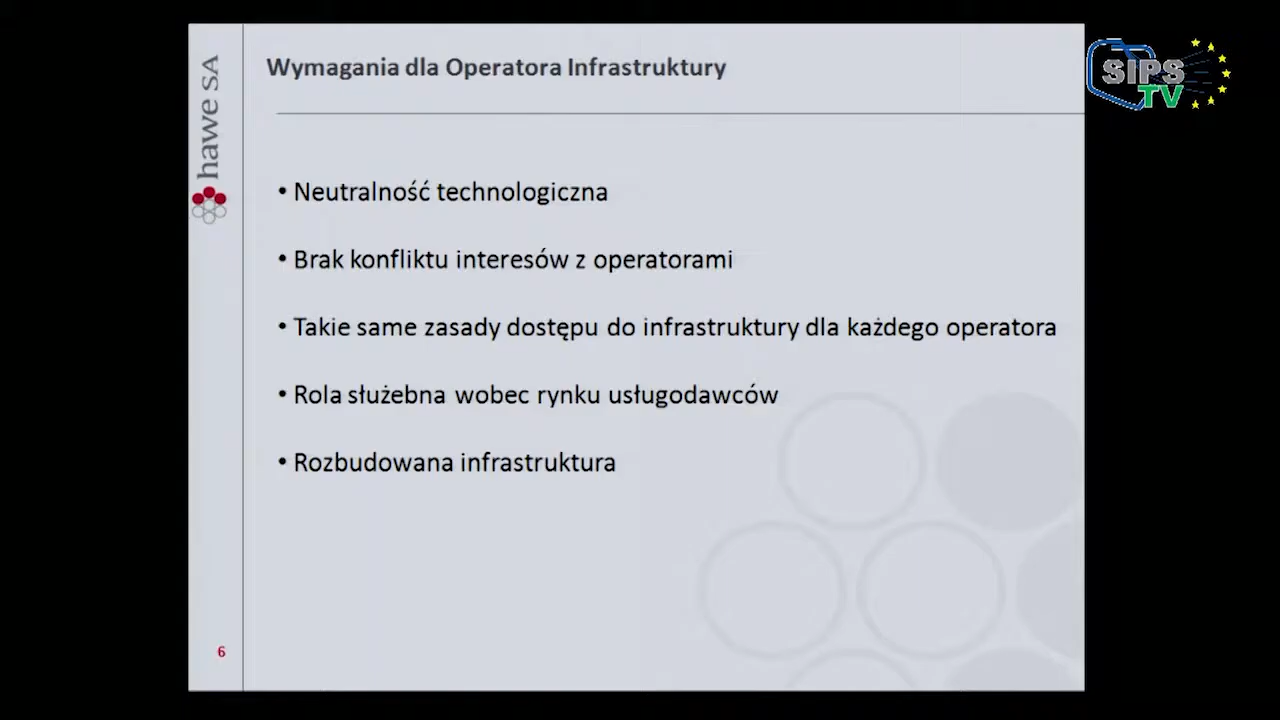 Wymagania dla Operatora Infrastruktury
hawe SA
SIPS
TV
• Neutralność technologiczna
• Brak konfliktu interesów z operatorami
• Takie same zasady dostępu do infrastruktury dla każdego operatora
• Rola służebna wobec rynku usługodawców
• Rozbudowana infrastruktura
6